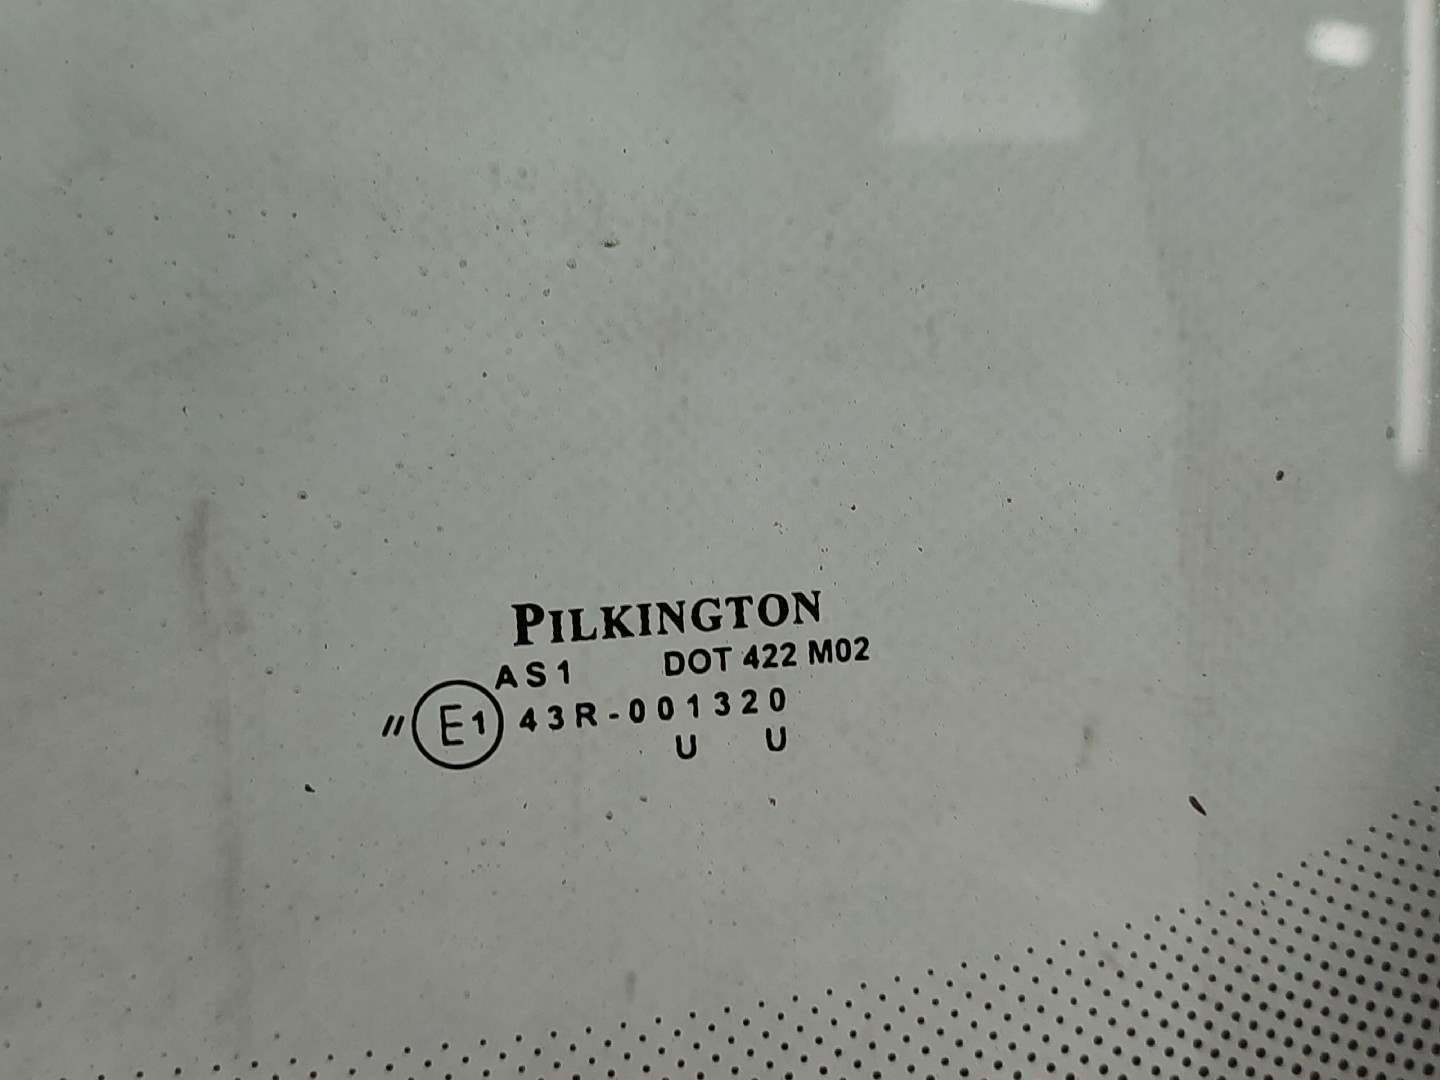 PILKINGTON
AS1 DOT 422 M02
// E1 43R-001320
U U